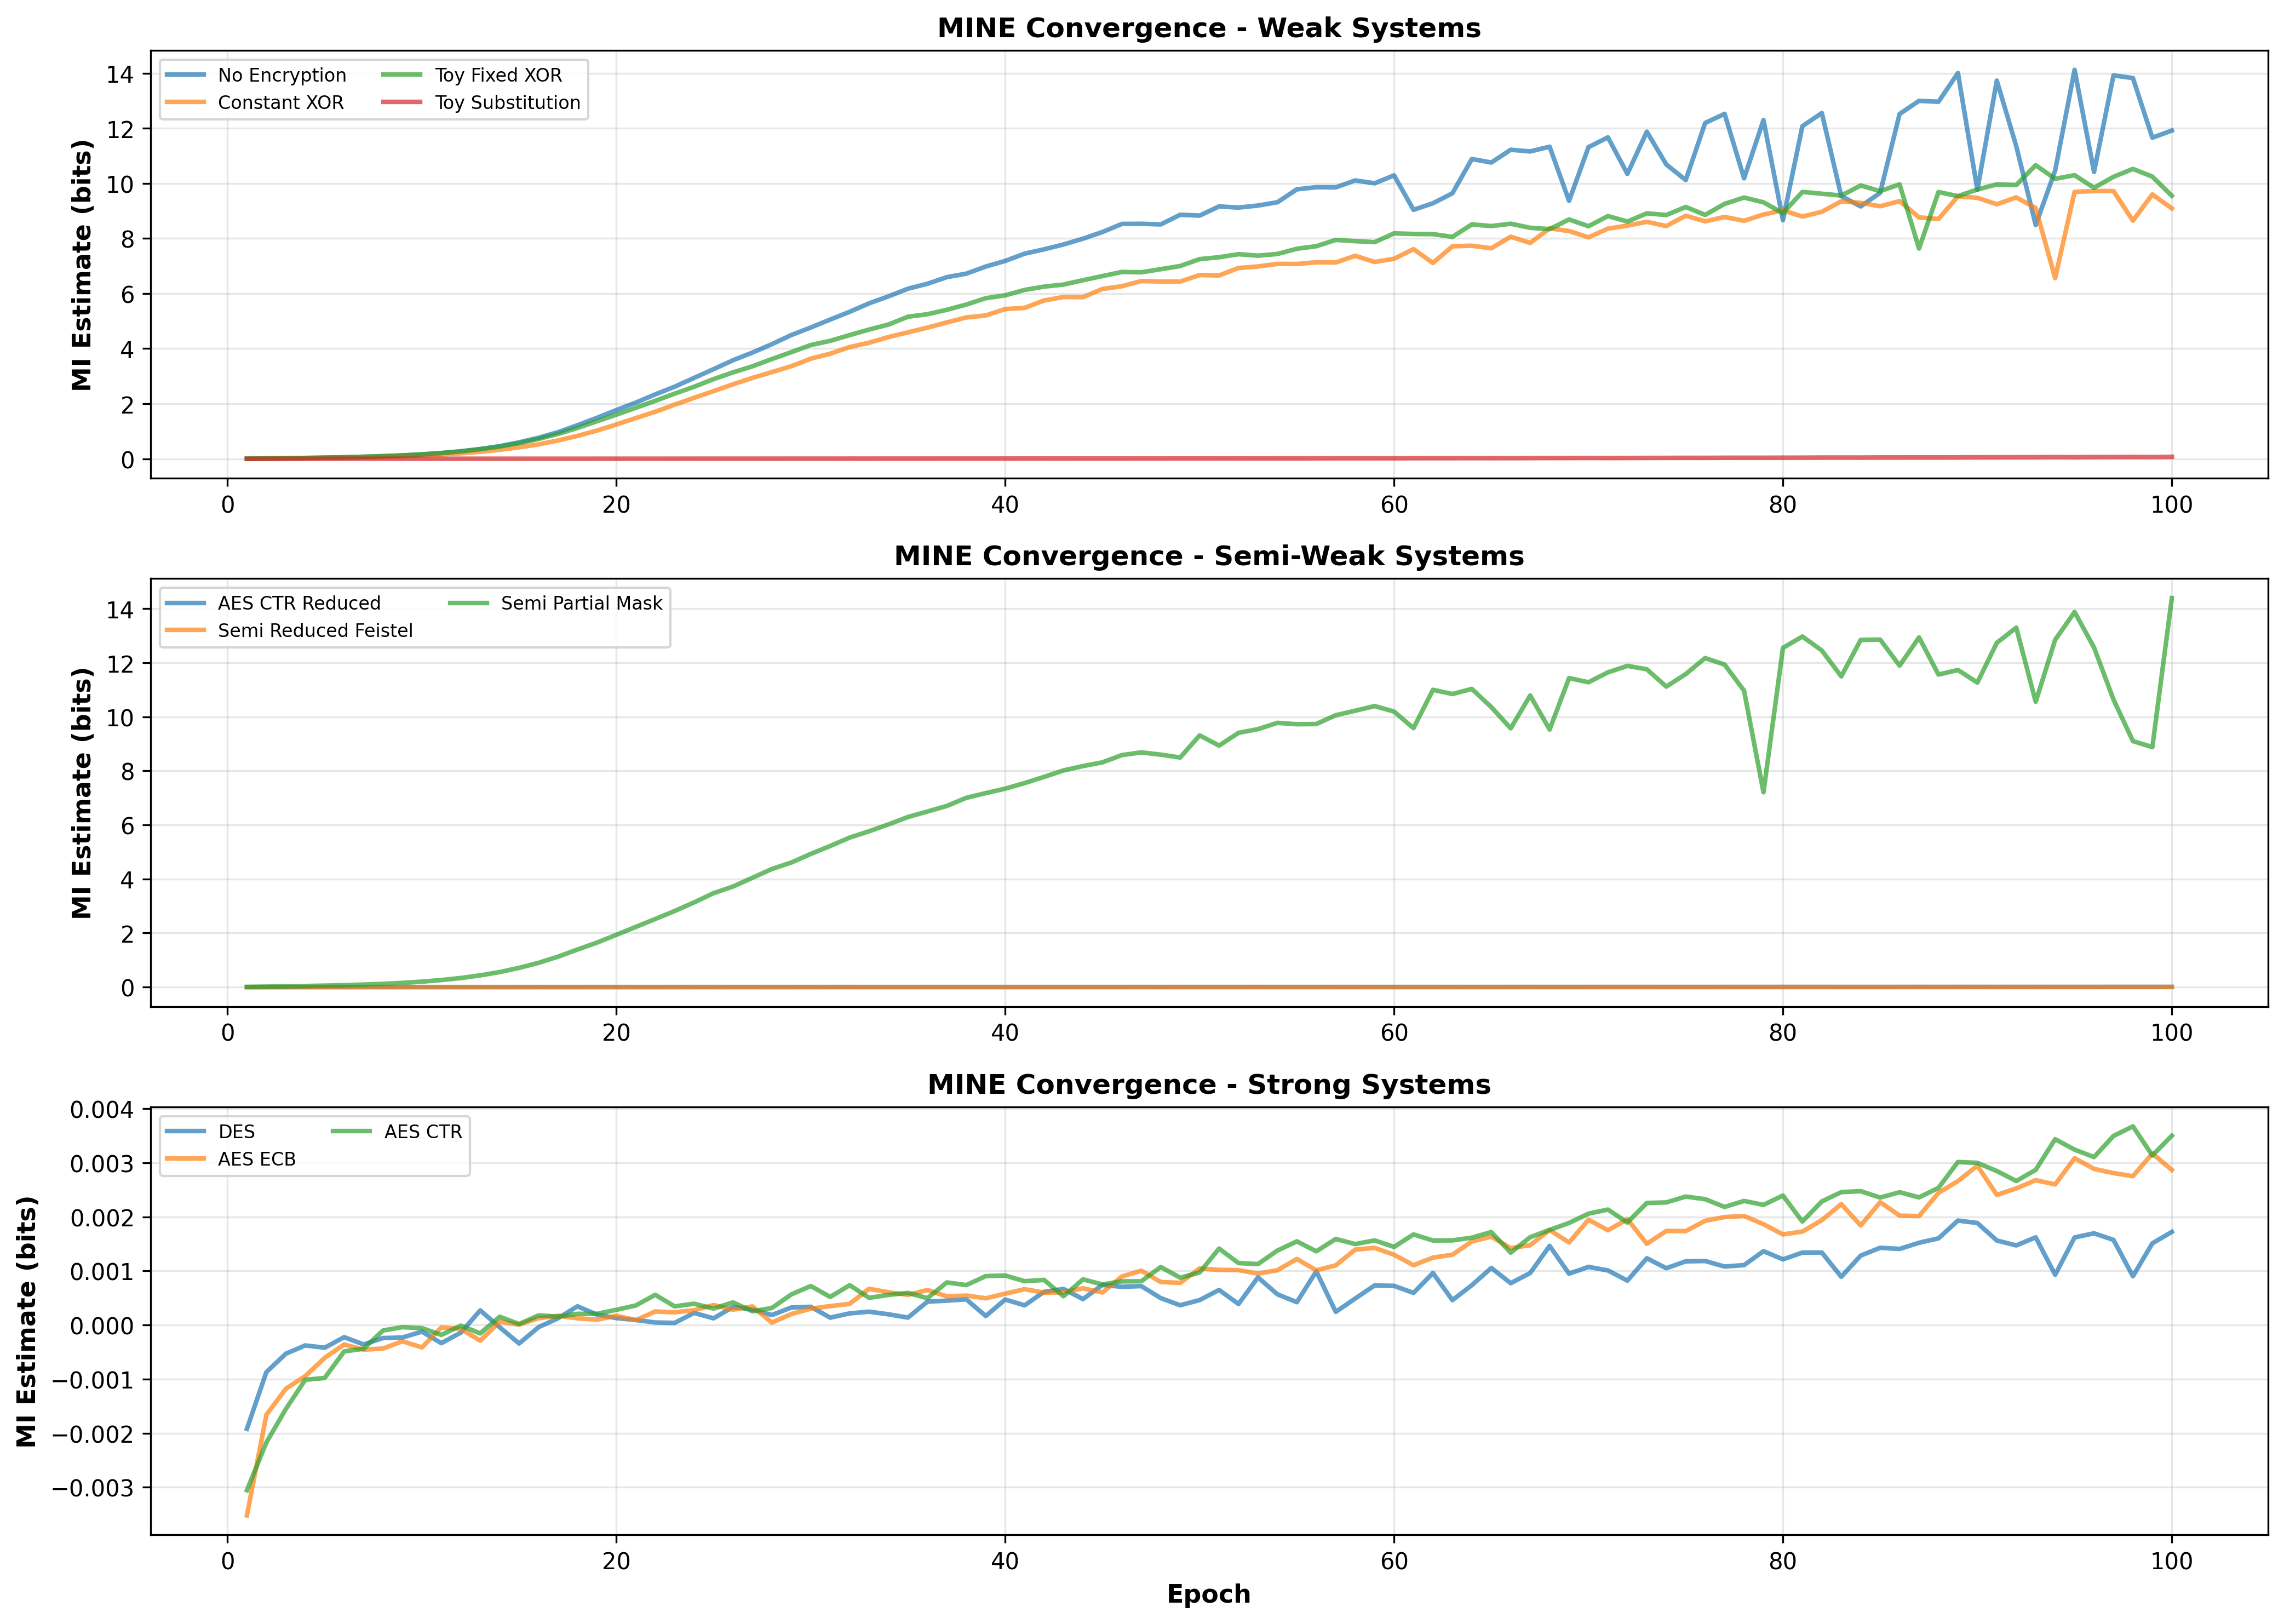 MINE Convergence - Weak Systems
MI Estimate (bits)
14
12
10
8
6
4
2
0
No Encryption
Constant XOR
Toy Fixed XOR
Toy Substitution
0 20 40 60 80 100
MINE Convergence - Semi-Weak Systems
MI Estimate (bits)
14
12
10
8
6
4
2
0
AES CTR Reduced
Semi Reduced Feistel
Semi Partial Mask
0 20 40 60 80 100
MINE Convergence - Strong Systems
MI Estimate (bits)
0.004
0.003
0.002
0.001
0.000
−0.001
−0.002
−0.003
DES
AES ECB
AES CTR
0 20 40 60 80 100
Epoch